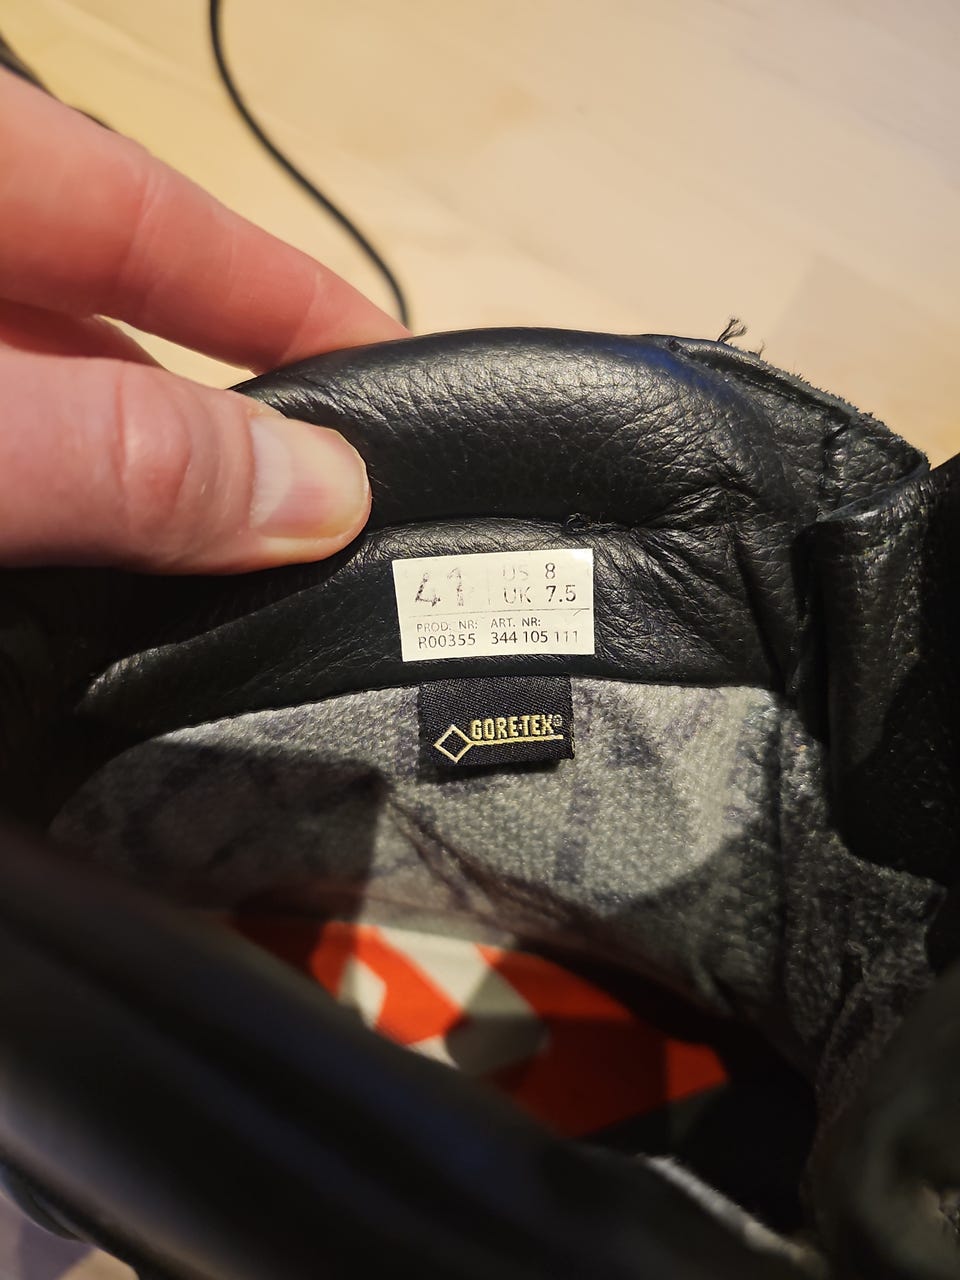 41 US 8
UK 7.5
PROD. NR: ART. NR:
R00355 344 105 111
GORE-TEX®